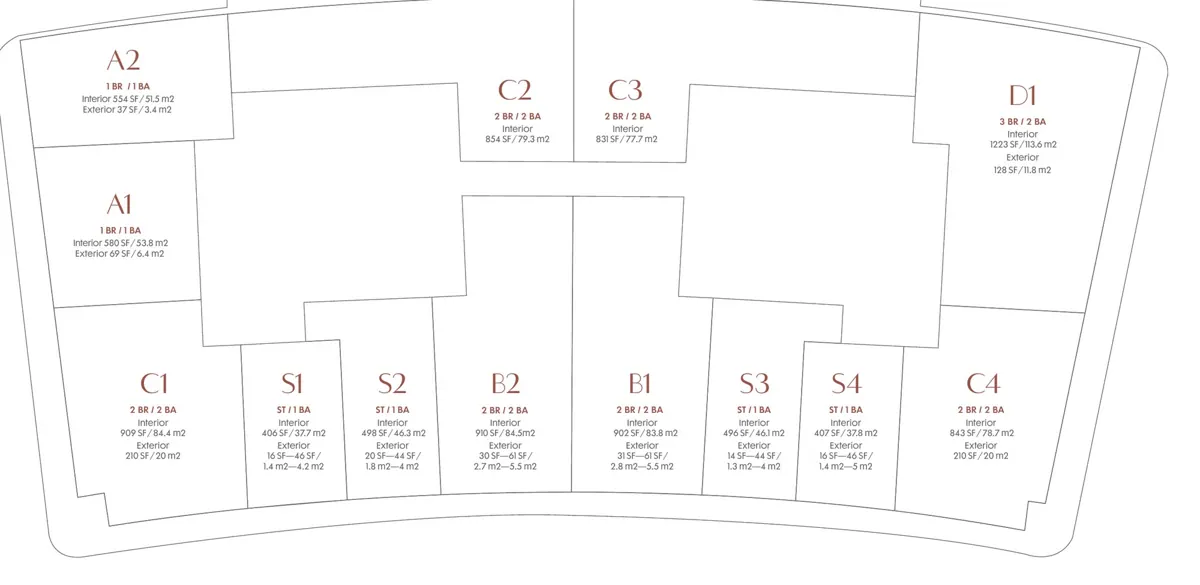 A2
1 BR / 1 BA
Interior 554 SF / 51.5 m2
Exterior 37 SF / 3.4 m2
C2
2 BR / 2 BA
Interior
854 SF / 79.3 m2
C3
2 BR / 2 BA
Interior
831 SF / 77.7 m2
D1
3 BR / 2 BA
Interior
1223 SF / 113.6 m2
Exterior
128 SF / 11.8 m2
A1
1 BR / 1 BA
Interior 580 SF / 53.8 m2
Exterior 69 SF / 6.4 m2
C1
2 BR / 2 BA
Interior
909 SF / 84.4 m2
Exterior
210 SF / 20 m2
S1
ST / 1 BA
Interior
406 SF / 37.7 m2
Exterior
16 SF—46 SF /
1.4 m2—4.2 m2
S2
ST / 1 BA
Interior
498 SF / 46.3 m2
Exterior
20 SF—44 SF /
1.8 m2—4 m2
B2
2 BR / 2 BA
Interior
910 SF / 84.5m2
Exterior
30 SF—61 SF /
2.7 m2—5.5 m2
B1
2 BR / 2 BA
Interior
902 SF / 83.8 m2
Exterior
31 SF—61 SF /
2.8 m2—5.5 m2
S3
ST / 1 BA
Interior
496 SF / 46.1 m2
Exterior
14 SF—44 SF /
1.3 m2—4 m2
S4
ST / 1 BA
Interior
407 SF / 37.8 m2
Exterior
16 SF—46 SF /
1.4 m2—5 m2
C4
2 BR / 2 BA
Interior
843 SF / 78.7 m2
Exterior
210 SF / 20 m2